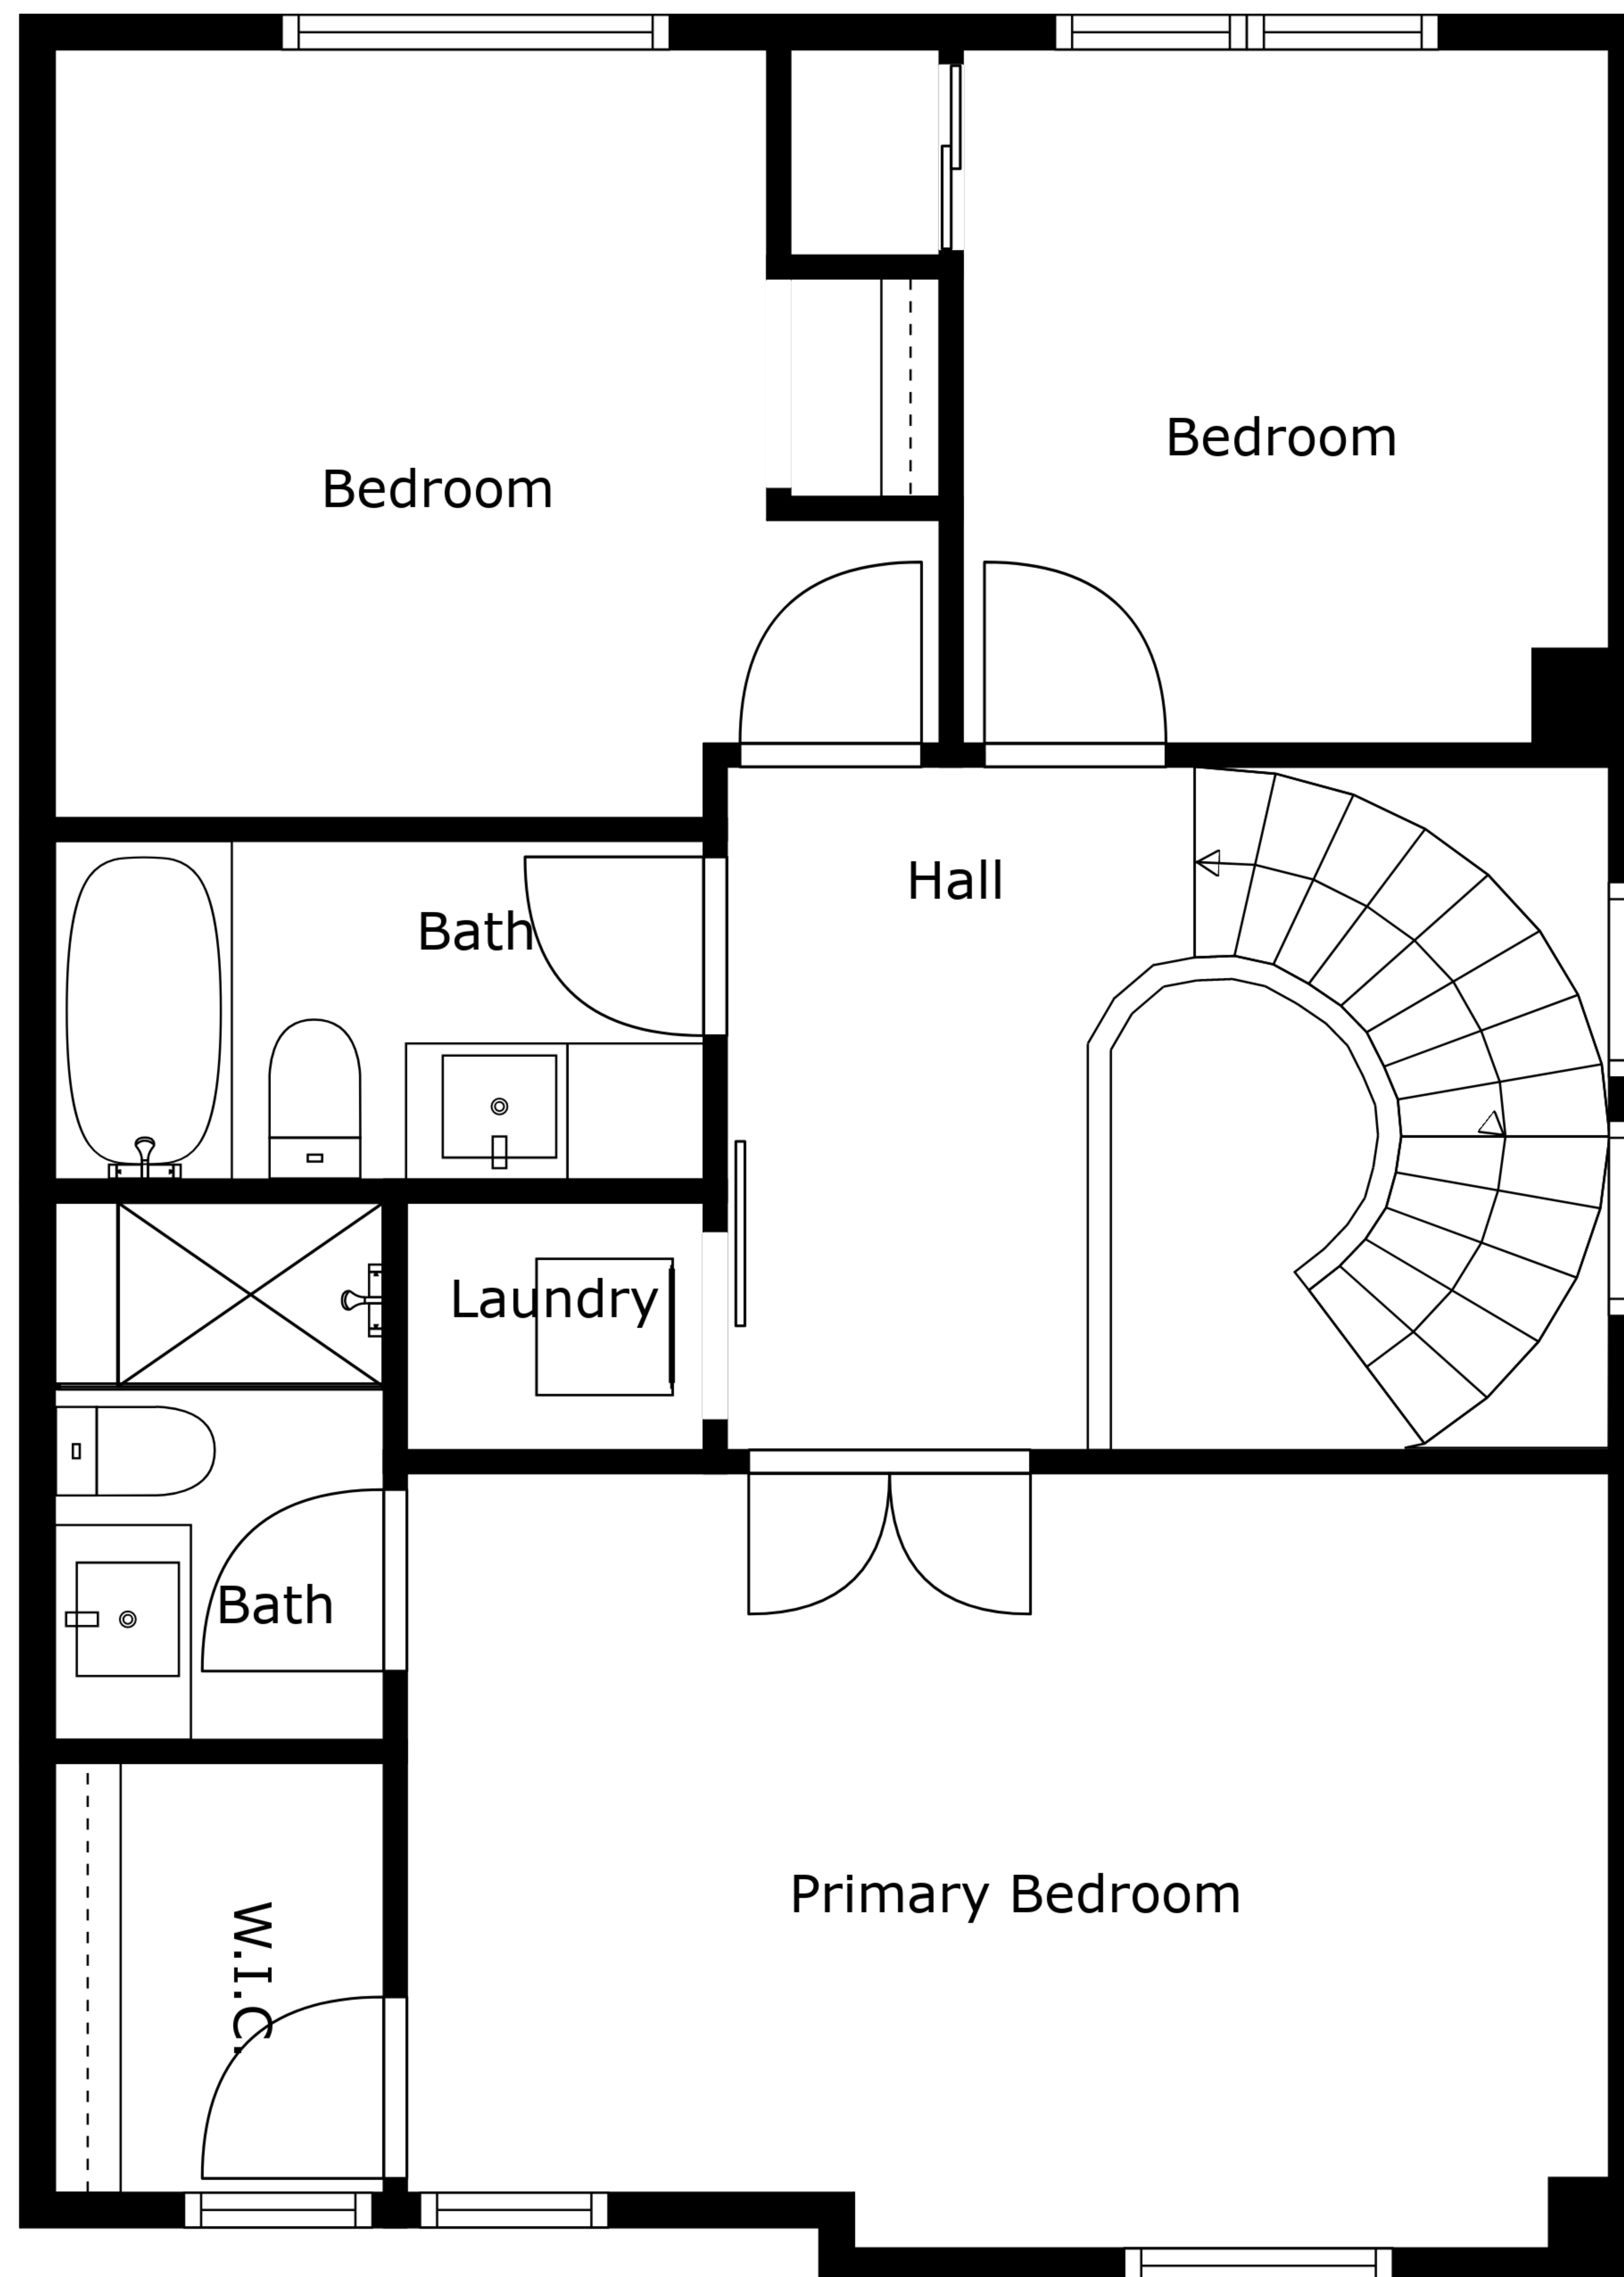 Bedroom
Bedroom
Hall
Bath
Laundry
Bath
Primary Bedroom
W.I.C.